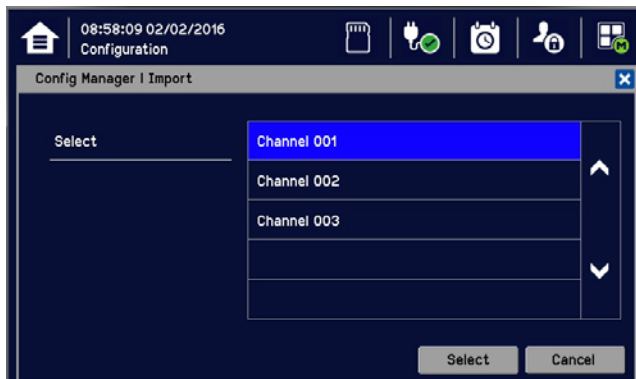 08:58:09 02/02/2016
Configuration
M
Config Manager | Import
Select
Channel 001
Channel 002
Channel 003
Select
Cancel